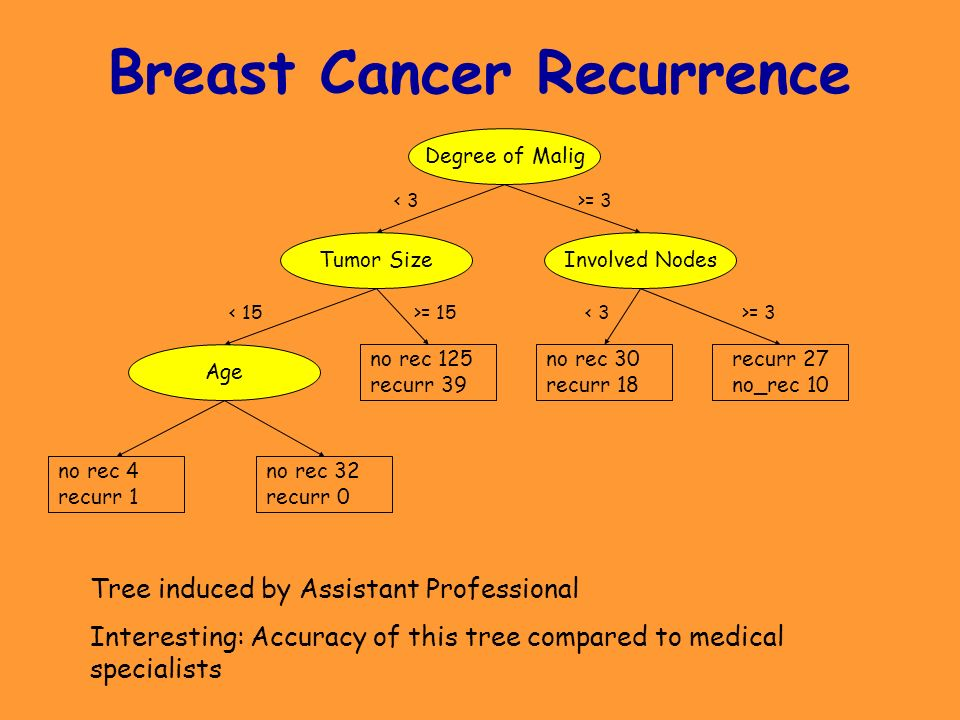 Breast Cancer Recurrence
Degree of Malig
< 3
>= 3
Tumor Size
Involved Nodes
< 15
>= 15
< 3
>= 3
Age
no rec 125
recurr 39
no rec 30
recurr 18
recurr 27
no_rec 10
no rec 4
recurr 1
no rec 32
recurr 0
Tree induced by Assistant Professional
Interesting: Accuracy of this tree compared to medical
specialists